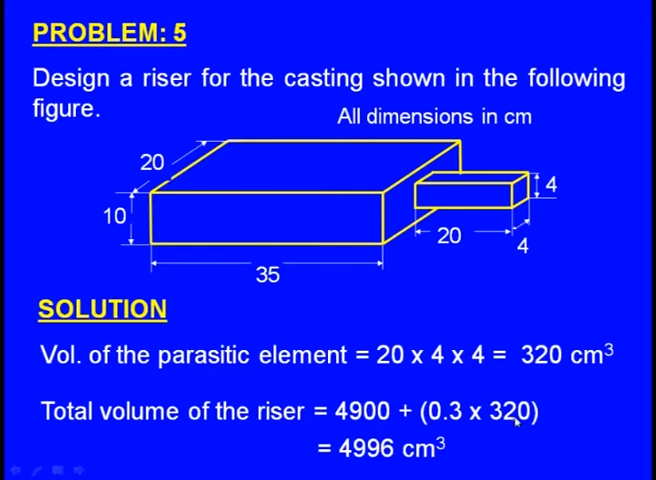 PROBLEM: 5
Design a riser for the casting shown in the following
figure.
All dimensions in cm
20
10
4
20
4
35
SOLUTION
Vol. of the parasitic element = 20 x 4 x 4 = 320 cm³
Total volume of the riser = 4900 + (0.3 x 320)
= 4996 cm³